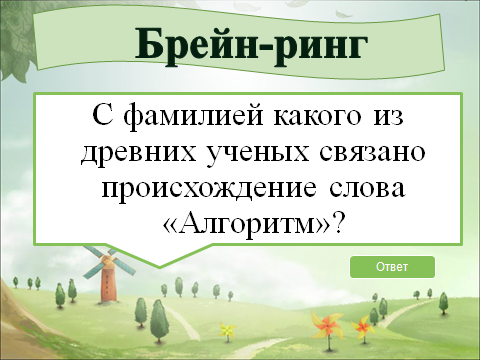 Брейн-ринг
С фамилией какого из
древних ученых связано
происхождение слова
«Алгоритм»?
Ответ